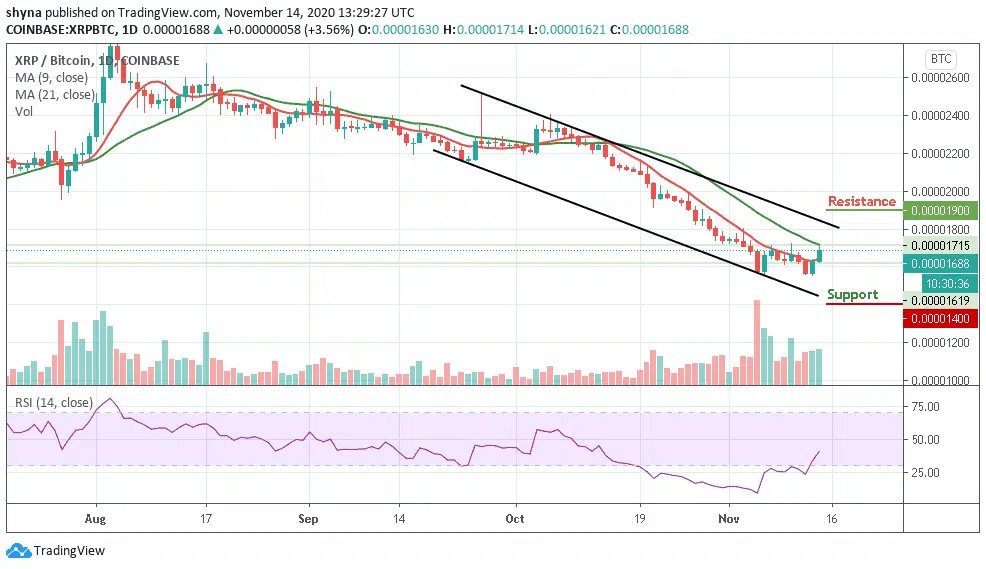 shyna published on TradingView.com, November 14, 2020 13:29:27 UTC
COINBASE:XRPBTC, 1D 0.00001688 ▲ +0.00000058 (+3.56%) O:0.00001630 H:0.00001714 L:0.00001621 C:0.00001688
XRP / Bitcoin, 1D, COINBASE
MA (9, close)
MA (21, close)
Vol
BTC
0.00002600
0.00002400
0.00002200
0.00002000
Resistance
0.00001900
0.00001800
0.00001715
0.00001688
10:30:36
Support
0.00001619
0.00001400
0.00001200
0.00001000
RSI (14, close)
75.00
50.00
25.00
Aug 17 Sep 14 Oct 19 Nov 16
TradingView